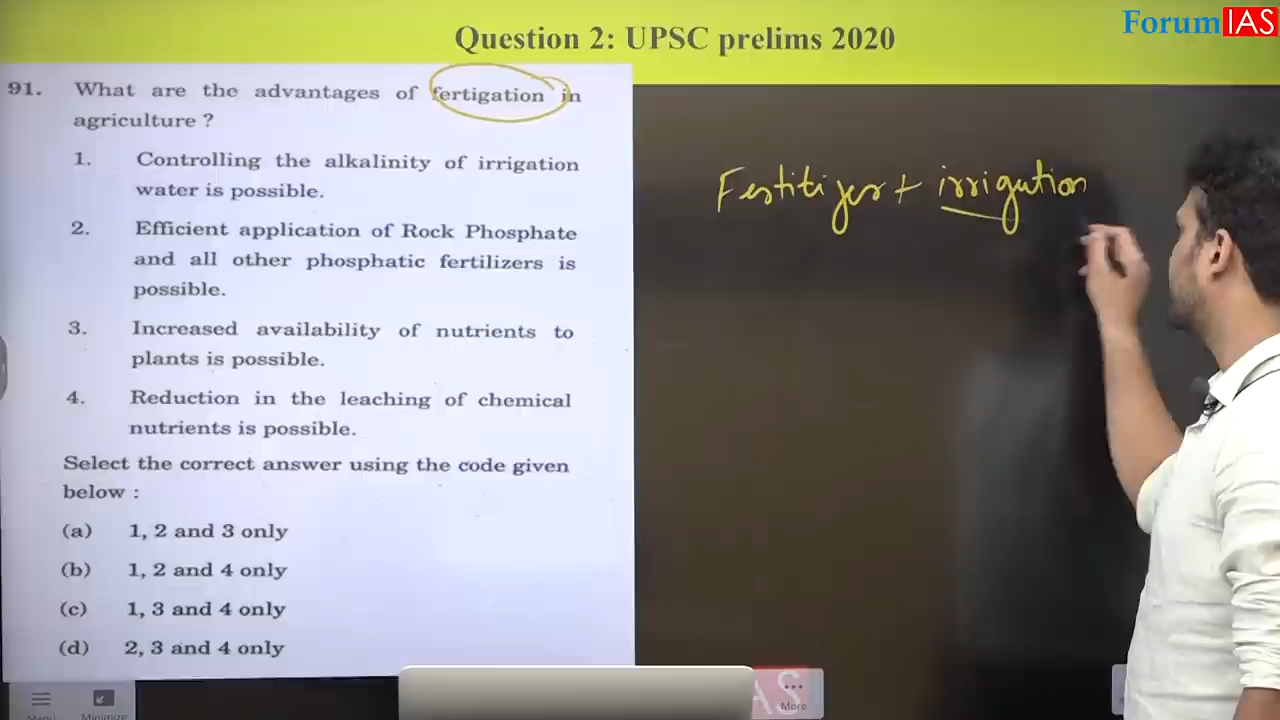 ForumIAS
Question 2: UPSC prelims 2020
91. What are the advantages of fertigation in
agriculture ?
1. Controlling the alkalinity of irrigation
water is possible.
2. Efficient application of Rock Phosphate
and all other phosphatic fertilizers is
possible.
3. Increased availability of nutrients to
plants is possible.
4. Reduction in the leaching of chemical
nutrients is possible.
Select the correct answer using the code given
below :
(a) 1, 2 and 3 only
(b) 1, 2 and 4 only
(c) 1, 3 and 4 only
(d) 2, 3 and 4 only
Fertilizer + irrigation
Menu
Minimize
AS
More